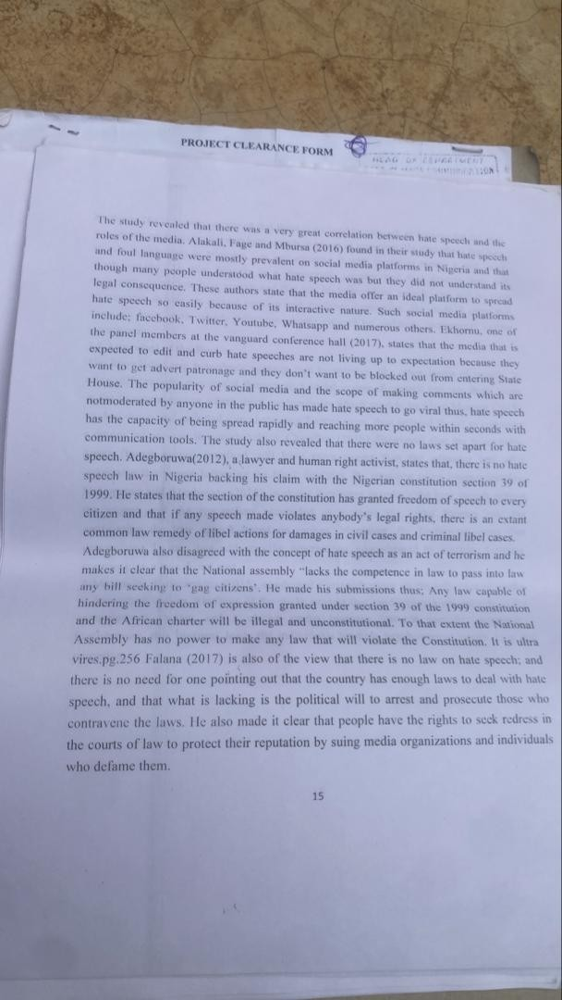 PROJECT CLEARANCE FORM
HEAD OF DEPARTMENT
The study revealed that there was a very great correlation between hate speech and the
roles of the media. Alakali, Fage and Mbursa (2016) found in their study that hate speech
and foul language were mostly prevalent on social media platforms in Nigeria and that
though many people understood what hate speech was but they did not understand its
legal consequence. These authors state that the media offer an ideal platform to spread
hate speech so easily because of its interactive nature. Such social media platforms
include; facebook, Twitter, Youtube, Whatsapp and numerous others. Ekhomu, one of
the panel members at the vanguard conference hall (2017), states that the media that is
expected to edit and curb hate speeches are not living up to expectation because they
want to get advert patronage and they don't want to be blocked out from entering State
House. The popularity of social media and the scope of making comments which are
notmoderated by anyone in the public has made hate speech to go viral thus, hate speech
has the capacity of being spread rapidly and reaching more people within seconds with
communication tools. The study also revealed that there were no laws set apart for hate
speech. Adegboruwa(2012), a lawyer and human right activist, states that, there is no hate
speech law in Nigeria backing his claim with the Nigerian constitution section 39 of
1999. He states that the section of the constitution has granted freedom of speech to every
citizen and that if any speech made violates anybody's legal rights, there is an extant
common law remedy of libel actions for damages in civil cases and criminal libel cases.
Adegboruwa also disagreed with the concept of hate speech as an act of terrorism and he
makes it clear that the National assembly "lacks the competence in law to pass into law
any bill seeking to 'gag citizens'. He made his submissions thus; Any law capable of
hindering the freedom of expression granted under section 39 of the 1999 constitution
and the African charter will be illegal and unconstitutional. To that extent the National
Assembly has no power to make any law that will violate the Constitution. It is ultra
vires.pg.256 Falana (2017) is also of the view that there is no law on hate speech; and
there is no need for one pointing out that the country has enough laws to deal with hate
speech, and that what is lacking is the political will to arrest and prosecute those who
contravene the laws. He also made it clear that people have the rights to seek redress in
the courts of law to protect their reputation by suing media organizations and individuals
who defame them.
15